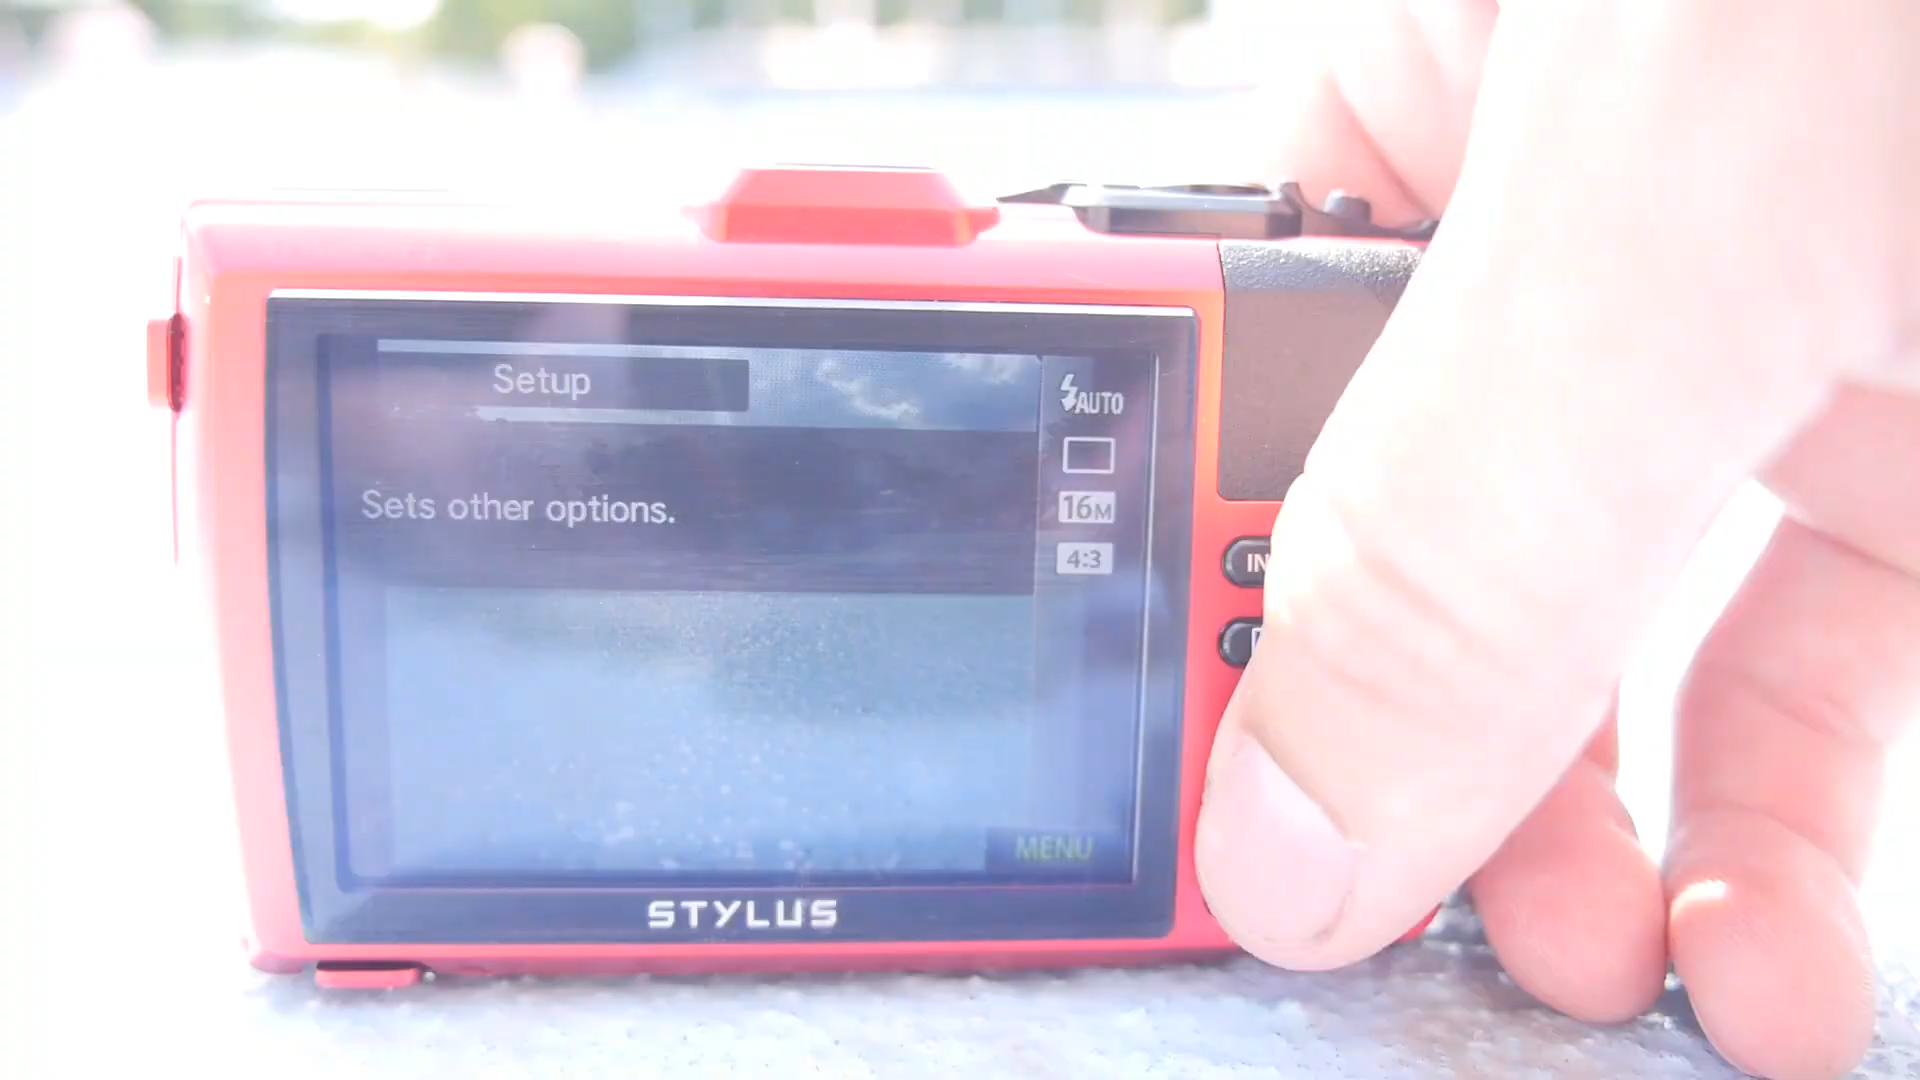 Setup
AUTO
Sets other options.
16M
4:3
MENU
STYLUS